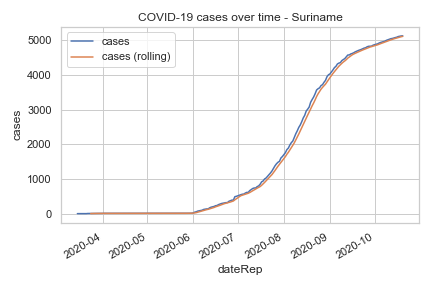 COVID-19 cases over time - Suriname
cases
cases (rolling)
5000
4000
3000
2000
1000
0
cases
2020-04
2020-05
2020-06
2020-07
2020-08
2020-09
2020-10
dateRep